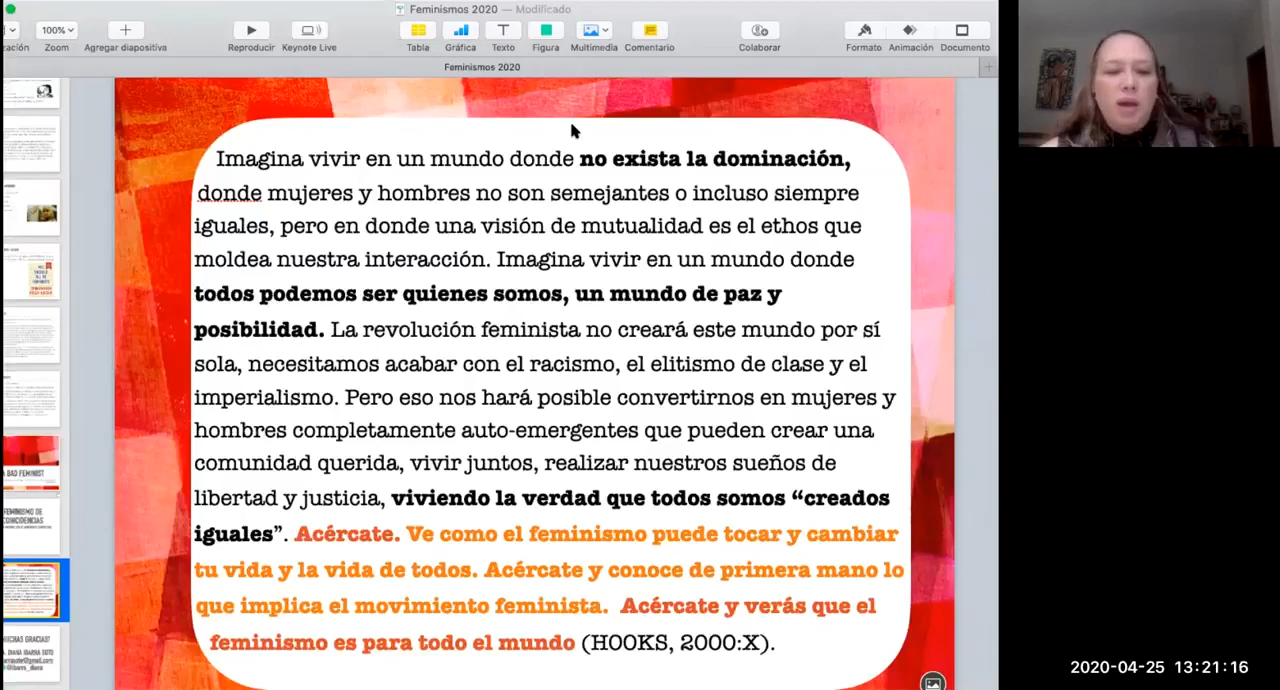 Feminismos 2020 — Modificado
100%
ización
Zoom
Agregar diapositiva
Reproducir
Keynote Live
Tabla
Gráfica
Texto
Figura
Multimedia
Comentario
Colaborar
Formato
Animación
Documento
Feminismos 2020
Imagina vivir en un mundo donde no exista la dominación,
donde mujeres y hombres no son semejantes o incluso siempre
iguales, pero en donde una visión de mutualidad es el ethos que
moldea nuestra interacción. Imagina vivir en un mundo donde
todos podemos ser quienes somos, un mundo de paz y
posibilidad. La revolución feminista no creará este mundo por sí
sola, necesitamos acabar con el racismo, el elitismo de clase y el
imperialismo. Pero eso nos hará posible convertirnos en mujeres y
hombres completamente auto-emergentes que pueden crear una
comunidad querida, vivir juntos, realizar nuestros sueños de
libertad y justicia, viviendo la verdad que todos somos “creados
iguales”. Acércate. Ve como el feminismo puede tocar y cambiar
tu vida y la vida de todos. Acércate y conoce de primera mano lo
que implica el movimiento feminista. Acércate y verás que el
feminismo es para todo el mundo (HOOKS, 2000:X).
BAD FEMINIST
FEMINISMO DE
COINCIDENCIAS
MUCHAS GRACIAS!
2020-04-25 13:21:16